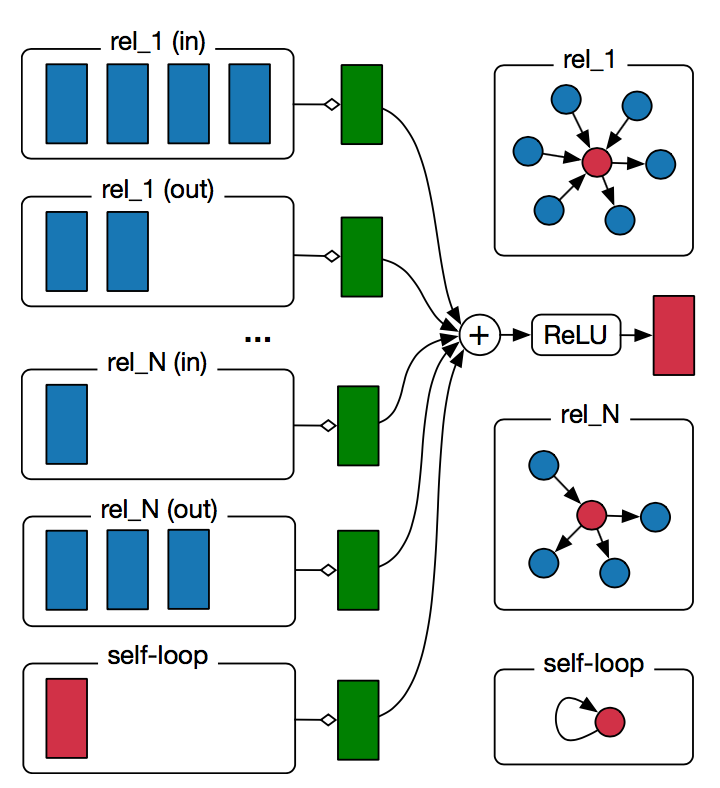 rel_1 (in)
rel_1 (out)
...
rel_N (in)
rel_N (out)
self-loop
+
ReLU
rel_1
rel_N
self-loop